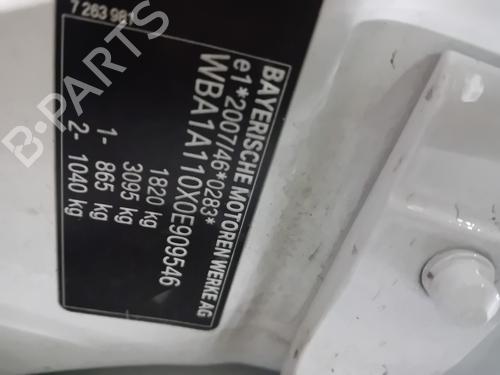 BAYERISCHE MOTOREN WERKE AG
e1*2007/46*0283*
WBA1A110X0E909546
1820 kg
3095 kg
1- 865 kg
2- 1040 kg
7 263 981
B-PARTS